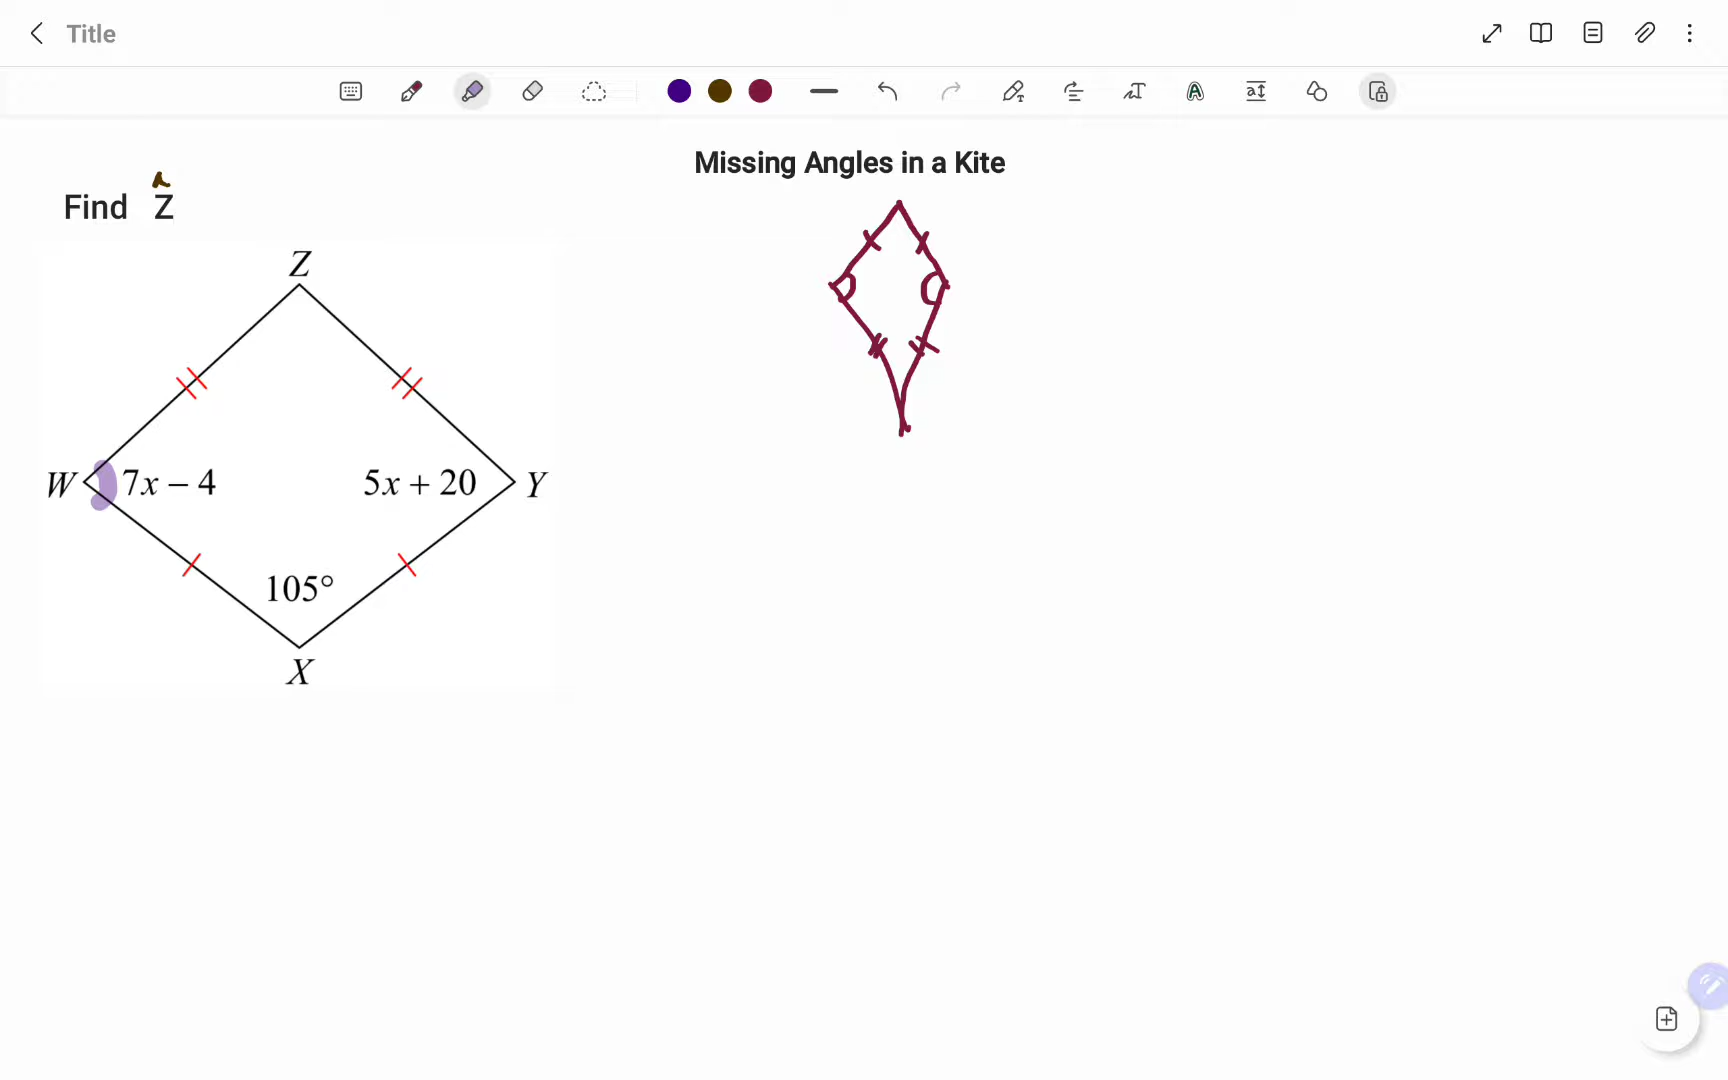 Title
Missing Angles in a Kite
Find Ẑ
Z
W 7x − 4 5x + 20 Y
105°
X